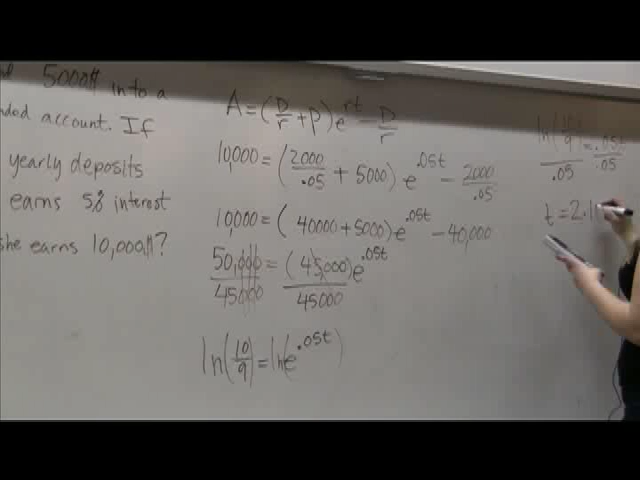 5000$ into a
ded account. If
yearly deposits
earns 5% interest
she earns 10,000$?
A = (D/r + P)e^rt - D/r
10,000 = (2000/.05 + 5000) e^.05t - 2000/.05
10,000 = (40000+5000)e^.05t - 40,000
50,000/45000 = (45,000)e^.05t/45000
ln(10/9) = ln(e^.05t)
ln(10/9)/.05 = .05t/.05
t = 2.1